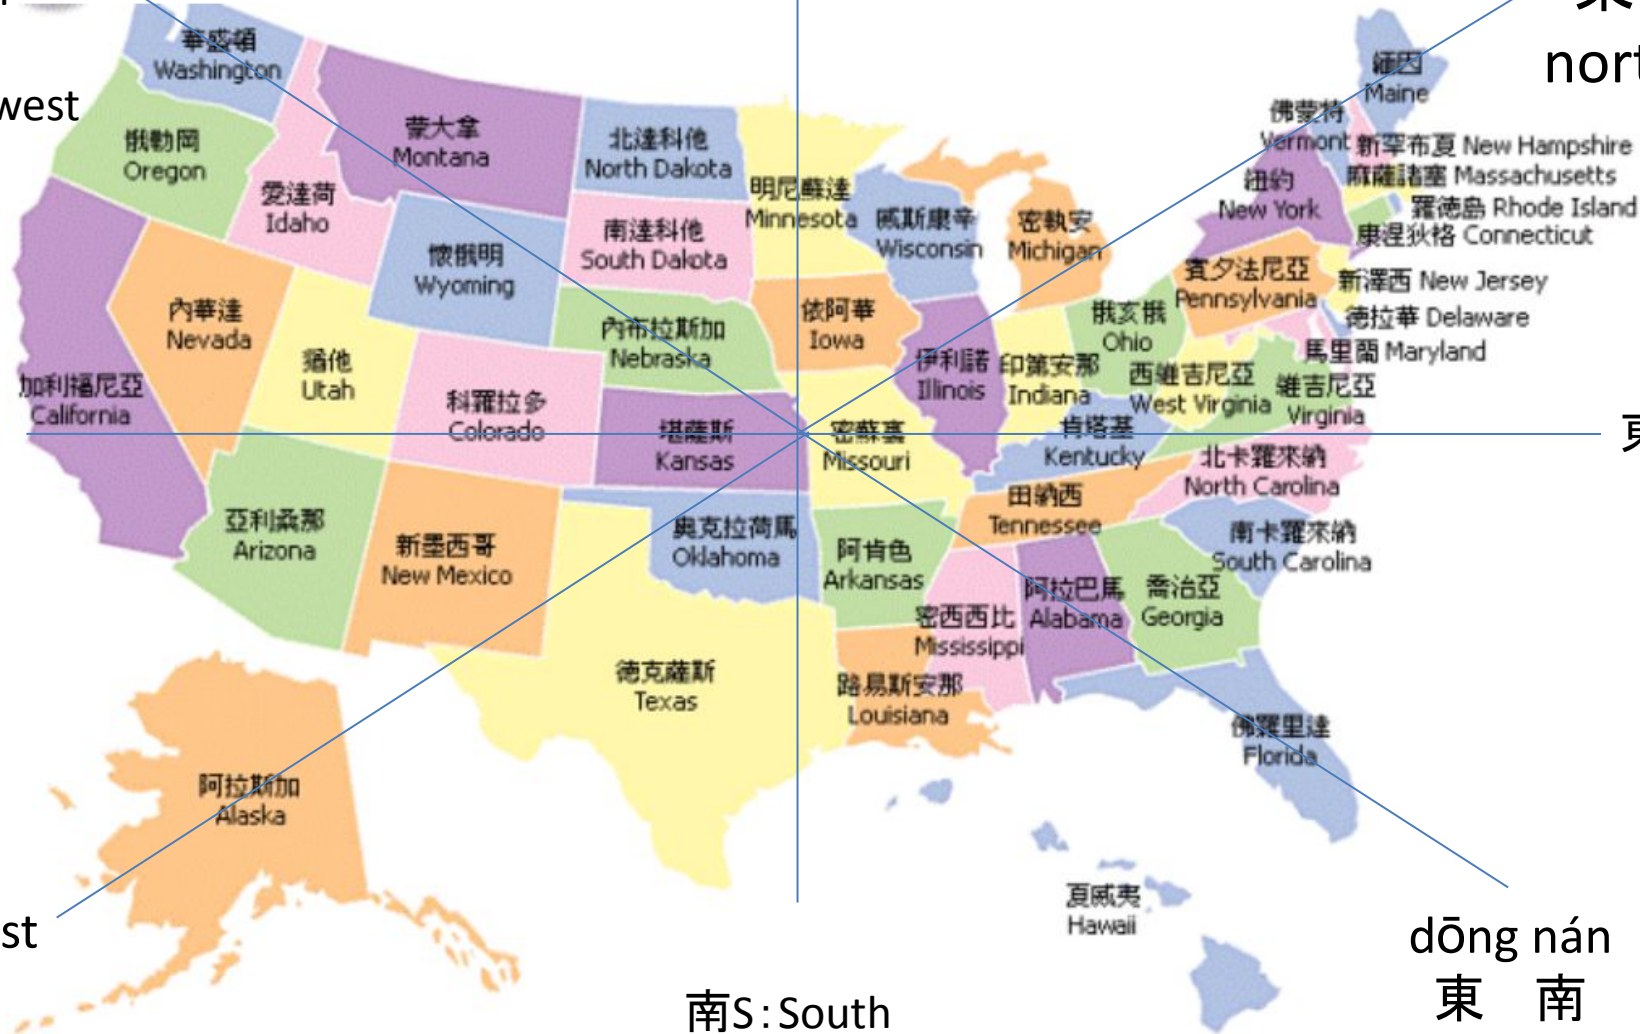 華盛頓
Washington
west
俄勒岡
Oregon
蒙大拿
Montana
愛達荷
Idaho
北達科他
North Dakota
南達科他
South Dakota
明尼蘇達
Minnesota
威斯康辛
Wisconsin
密執安
Michigan
緬因
Maine
nort
佛蒙特
Vermont
新罕布夏 New Hampshire
麻薩諸塞 Massachusetts
紐約
New York
羅德島 Rhode Island
康涅狄格 Connecticut
懷俄明
Wyoming
賓夕法尼亞
Pennsylvania
新澤西 New Jersey
德拉華 Delaware
馬里蘭 Maryland
內華達
Nevada
內布拉斯加
Nebraska
依阿華
Iowa
俄亥俄
Ohio
猶他
Utah
伊利諾
Illinois
印第安那
Indiana
西維吉尼亞
West Virginia
維吉尼亞
Virginia
加利福尼亞
California
科羅拉多
Colorado
堪薩斯
Kansas
密蘇裏
Missouri
肯塔基
Kentucky
北卡羅來納
North Carolina
亞利桑那
Arizona
新墨西哥
New Mexico
奧克拉荷馬
Oklahoma
阿肯色
Arkansas
田納西
Tennessee
南卡羅來納
South Carolina
密西西比
Mississippi
阿拉巴馬
Alabama
喬治亞
Georgia
德克薩斯
Texas
路易斯安那
Louisiana
佛羅里達
Florida
阿拉斯加
Alaska
夏威夷
Hawaii
st
dōng nán
東 南
南S:South